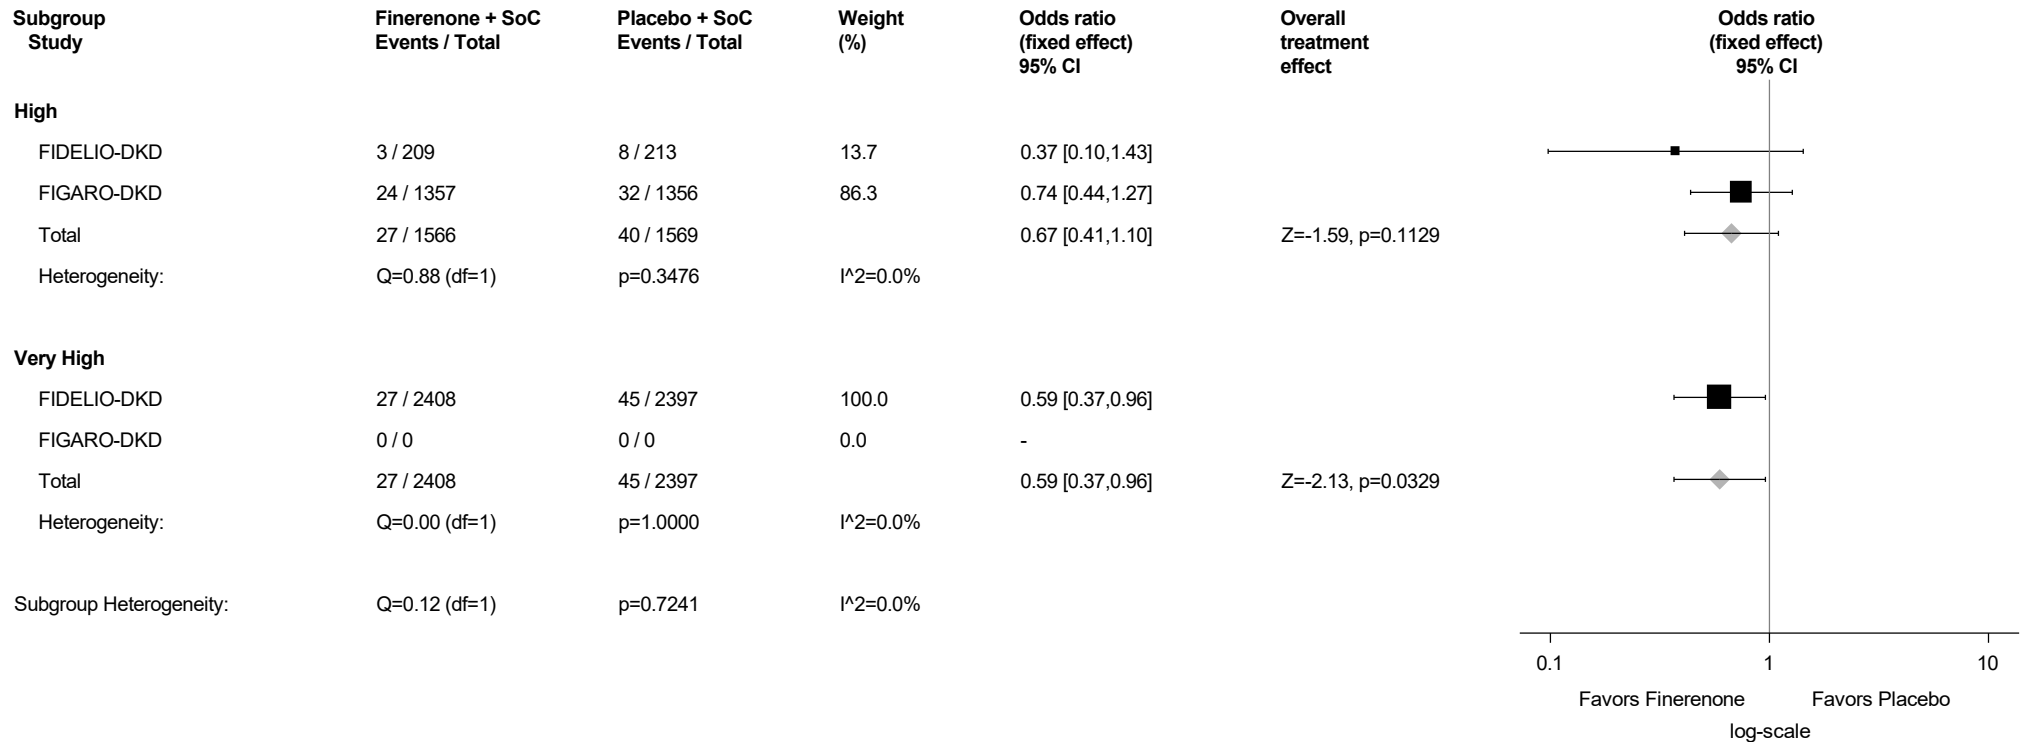 Subgroup Finerenone + SoC Placebo + SoC Weight Odds ratio Overall Odds ratio
Study Events / Total Events / Total (%) (fixed effect) treatment (fixed effect)
95% CI effect 95% CI
High
FIDELIO-DKD 3 / 209 8 / 213 13.7 0.37 [0.10,1.43]
FIGARO-DKD 24 / 1357 32 / 1356 86.3 0.74 [0.44,1.27]
Total 27 / 1566 40 / 1569 0.67 [0.41,1.10] Z=-1.59, p=0.1129
Heterogeneity: Q=0.88 (df=1) p=0.3476 I^2=0.0%
Very High
FIDELIO-DKD 27 / 2408 45 / 2397 100.0 0.59 [0.37,0.96]
FIGARO-DKD 0 / 0 0 / 0 0.0 -
Total 27 / 2408 45 / 2397 0.59 [0.37,0.96] Z=-2.13, p=0.0329
Heterogeneity: Q=0.00 (df=1) p=1.0000 I^2=0.0%
Subgroup Heterogeneity: Q=0.12 (df=1) p=0.7241 I^2=0.0%
0.1 1 10
Favors Finerenone Favors Placebo
log-scale